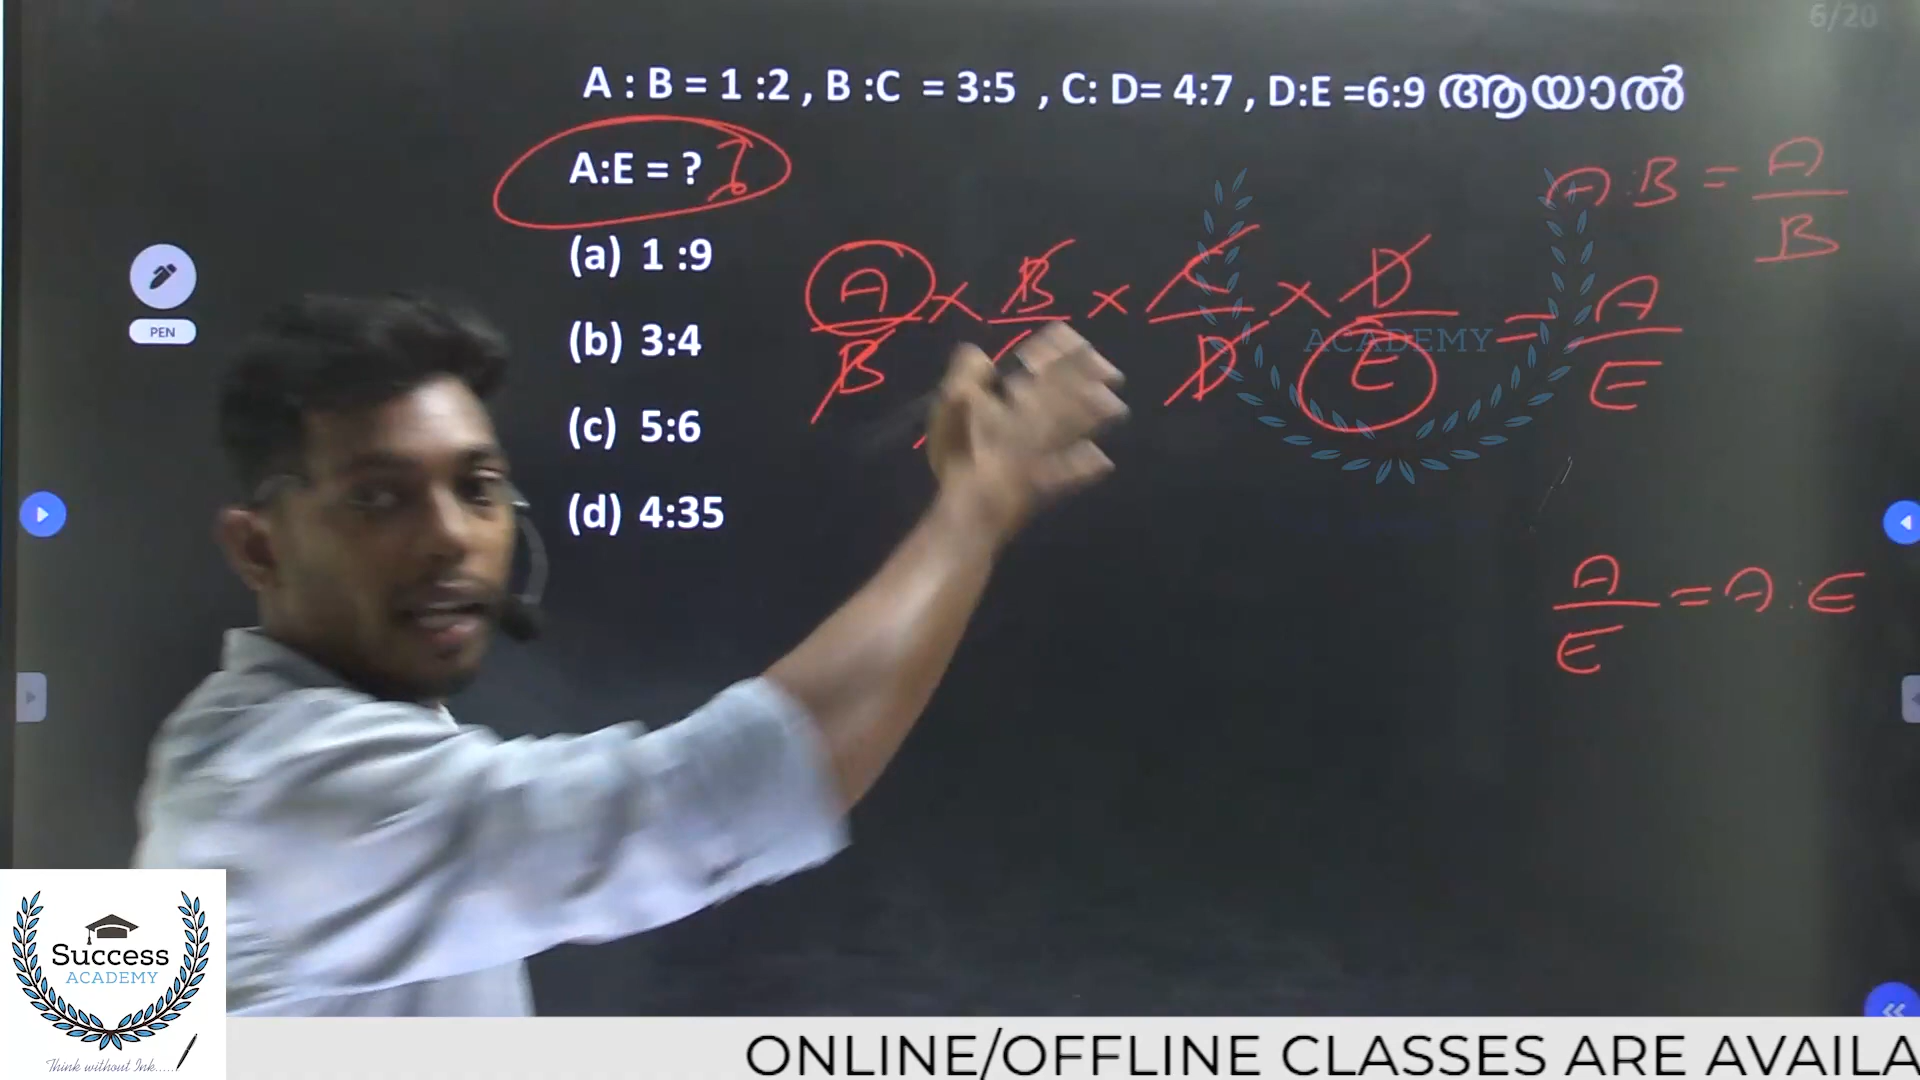 6/20
A : B = 1 :2 , B :C = 3:5 , C: D= 4:7 , D:E =6:9 ആയാൽ
A:E = ? ?
A:B = A/B
(a) 1 :9
A/B × B/ × C/D × D/E = A/E
ACADEMY
PEN
(b) 3:4
(c) 5:6
(d) 4:35
A/E = A:E
Success
ACADEMY
Think without Ink.....
ONLINE/OFFLINE CLASSES ARE AVAILA